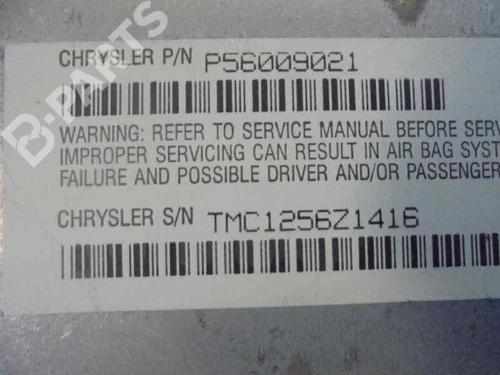 CHRYSLER P/N P56009021
WARNING: REFER TO SERVICE MANUAL BEFORE SERV
IMPROPER SERVICING CAN RESULT IN AIR BAG SYST
FAILURE AND POSSIBLE DRIVER AND/OR PASSENGER
CHRYSLER S/N TMC1256Z1416
B-PARTS